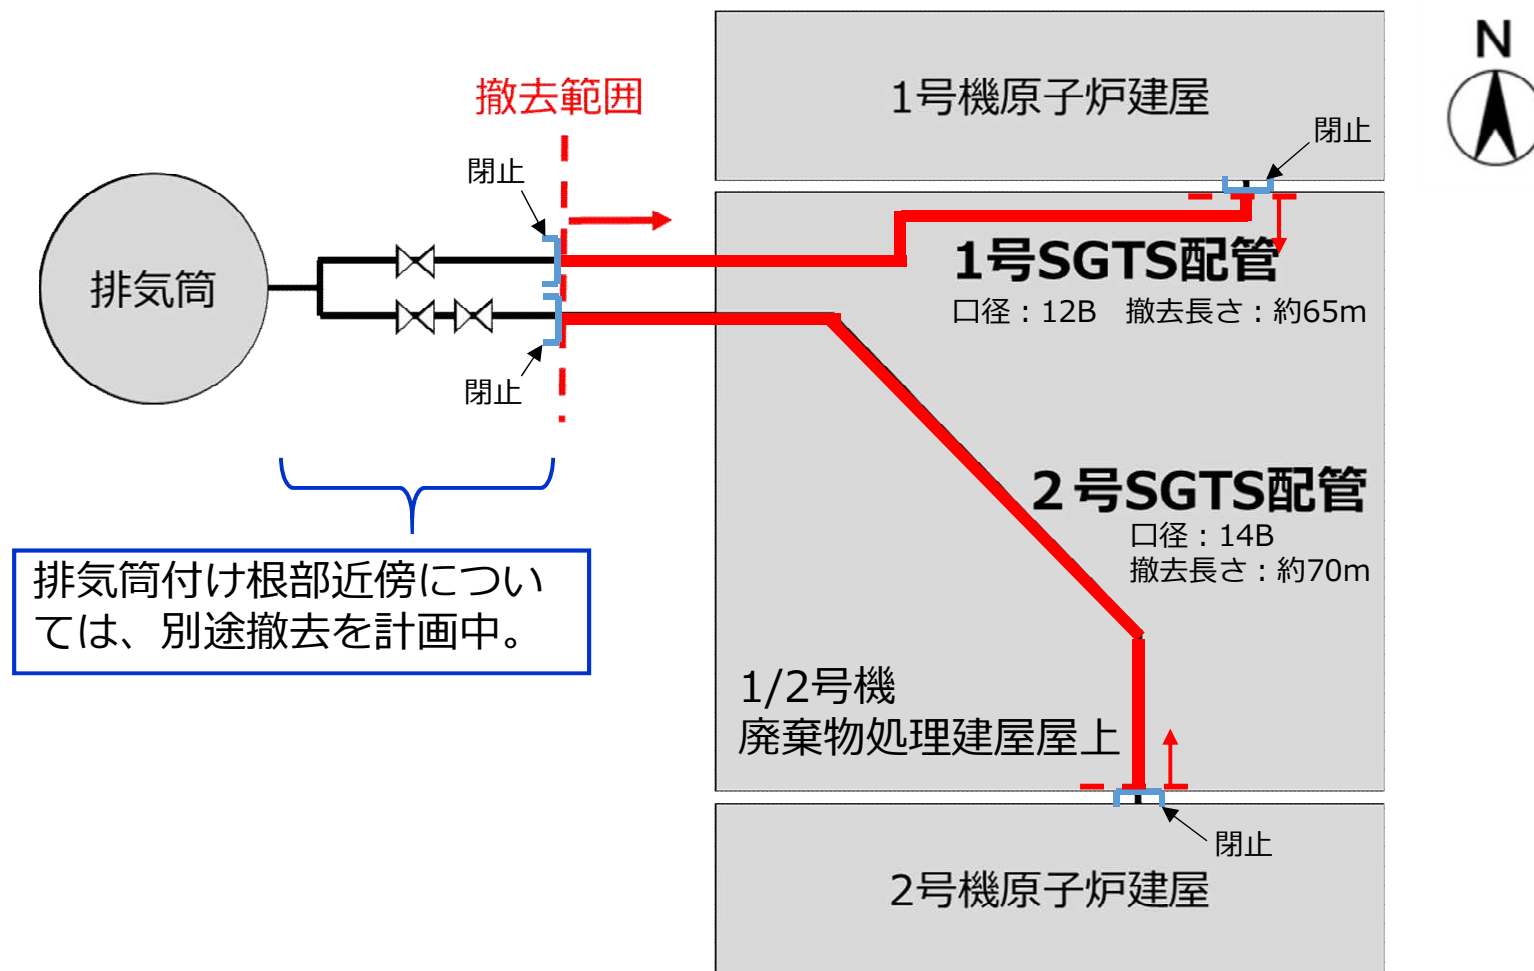 N
1号機原子炉建屋
撤去範囲
閉止
閉止
排気筒
1号SGTS配管
口径：12B　撤去長さ：約65m
閉止
２号SGTS配管
口径：14B
撤去長さ：約70m
排気筒付け根部近傍につい
ては、別途撤去を計画中。
1/2号機
廃棄物処理建屋屋上
閉止
2号機原子炉建屋